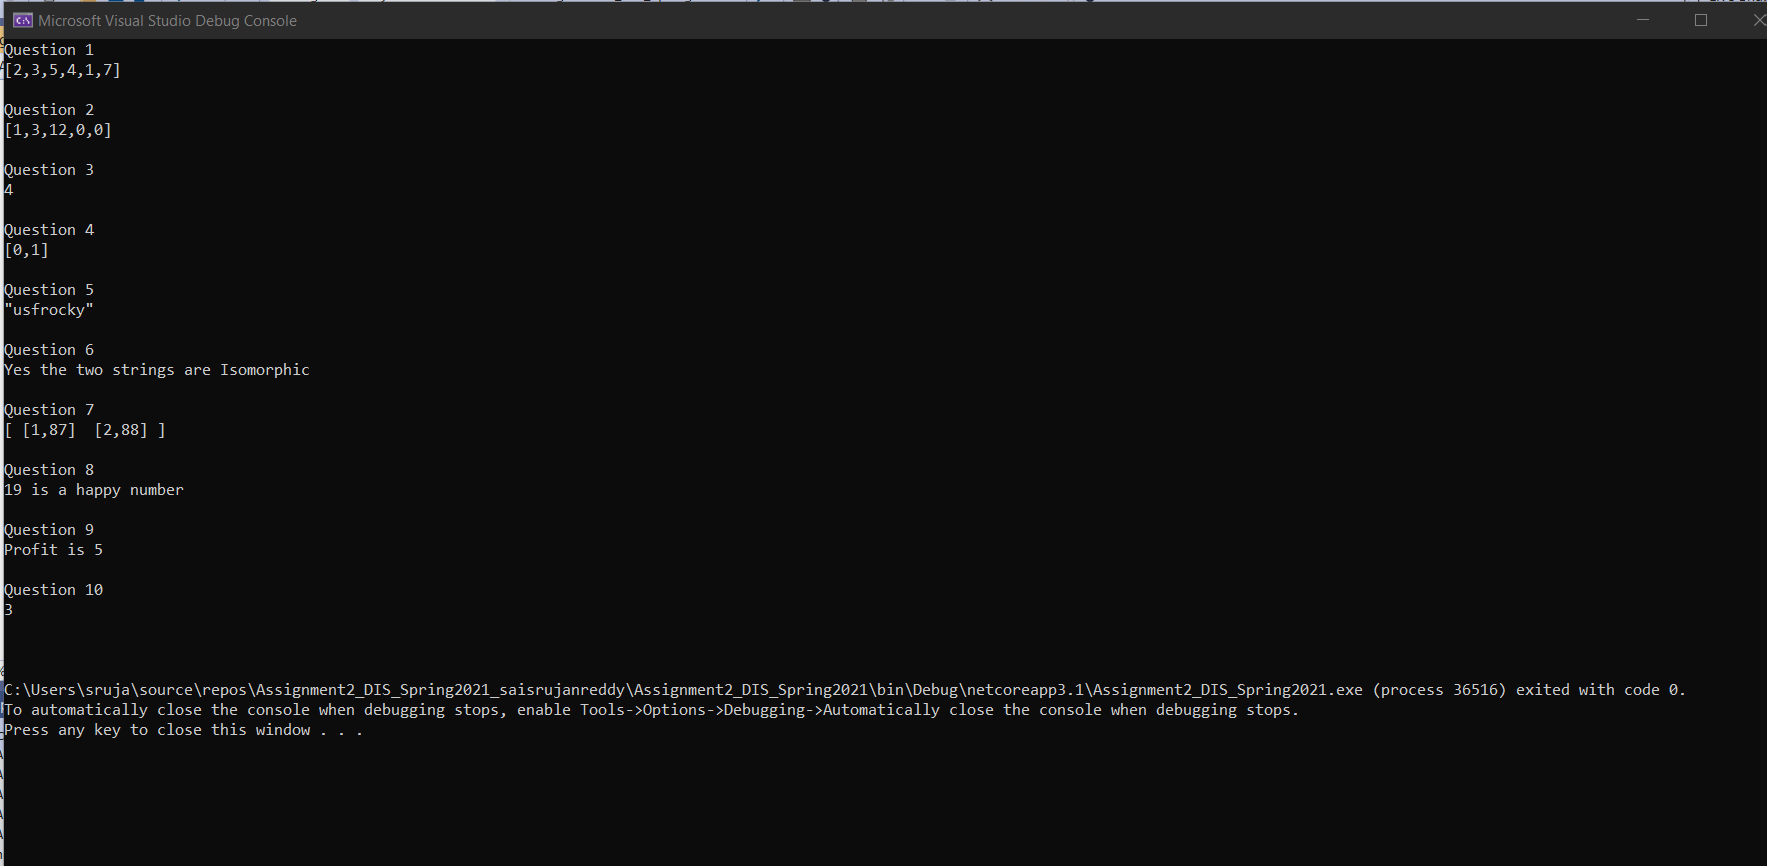 Microsoft Visual Studio Debug Console
Question 1
[2,3,5,4,1,7]
Question 2
[1,3,12,0,0]
Question 3
4
Question 4
[0,1]
Question 5
"usfrocky"
Question 6
Yes the two strings are Isomorphic
Question 7
[ [1,87]  [2,88] ]
Question 8
19 is a happy number
Question 9
Profit is 5
Question 10
3
C:\Users\sruja\source\repos\Assignment2_DIS_Spring2021_saisrujanreddy\Assignment2_DIS_Spring2021\bin\Debug\netcoreapp3.1\Assignment2_DIS_Spring2021.exe (process 36516) exited with code 0.
To automatically close the console when debugging stops, enable Tools->Options->Debugging->Automatically close the console when debugging stops.
Press any key to close this window . . .